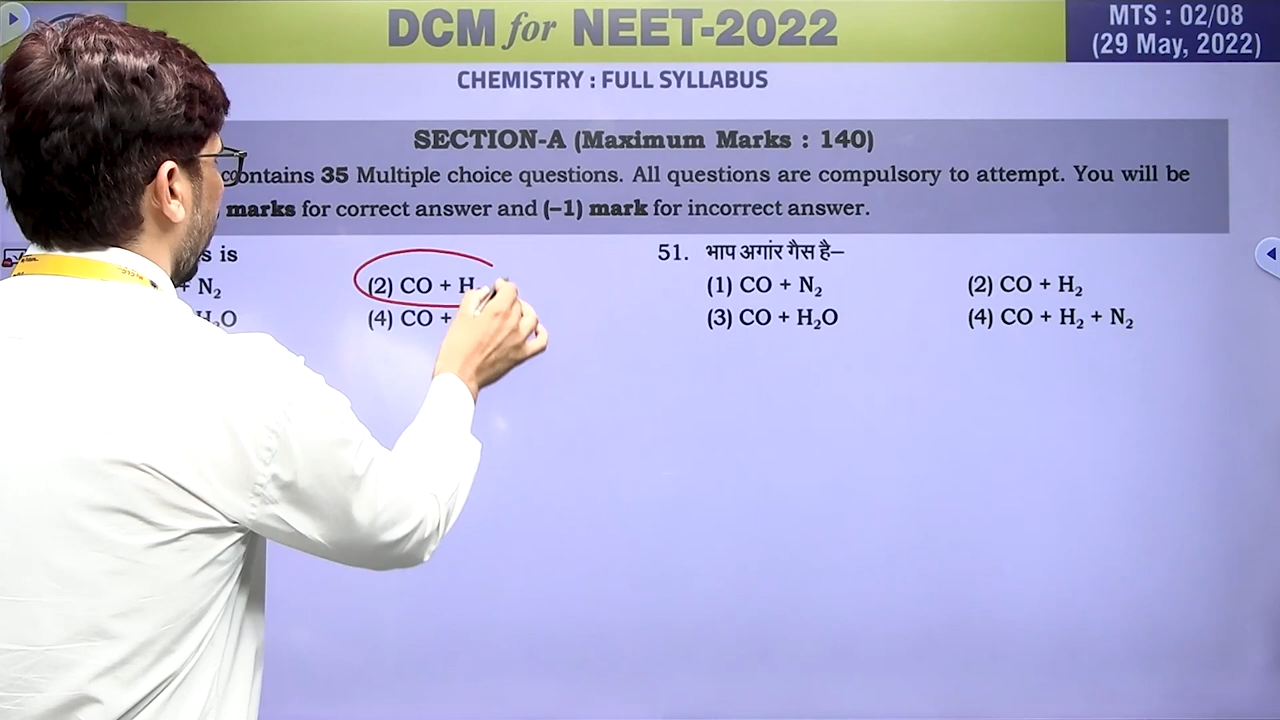 DCM for NEET-2022
MTS : 02/08
(29 May, 2022)
CHEMISTRY : FULL SYLLABUS
SECTION-A (Maximum Marks : 140)
contains 35 Multiple choice questions. All questions are compulsory to attempt. You will be
marks for correct answer and (–1) mark for incorrect answer.
is
+ N₂ (2) CO + H
H₂O (4) CO +
51. भाप अगांर गैस है–
(1) CO + N₂ (2) CO + H₂
(3) CO + H₂O (4) CO + H₂ + N₂